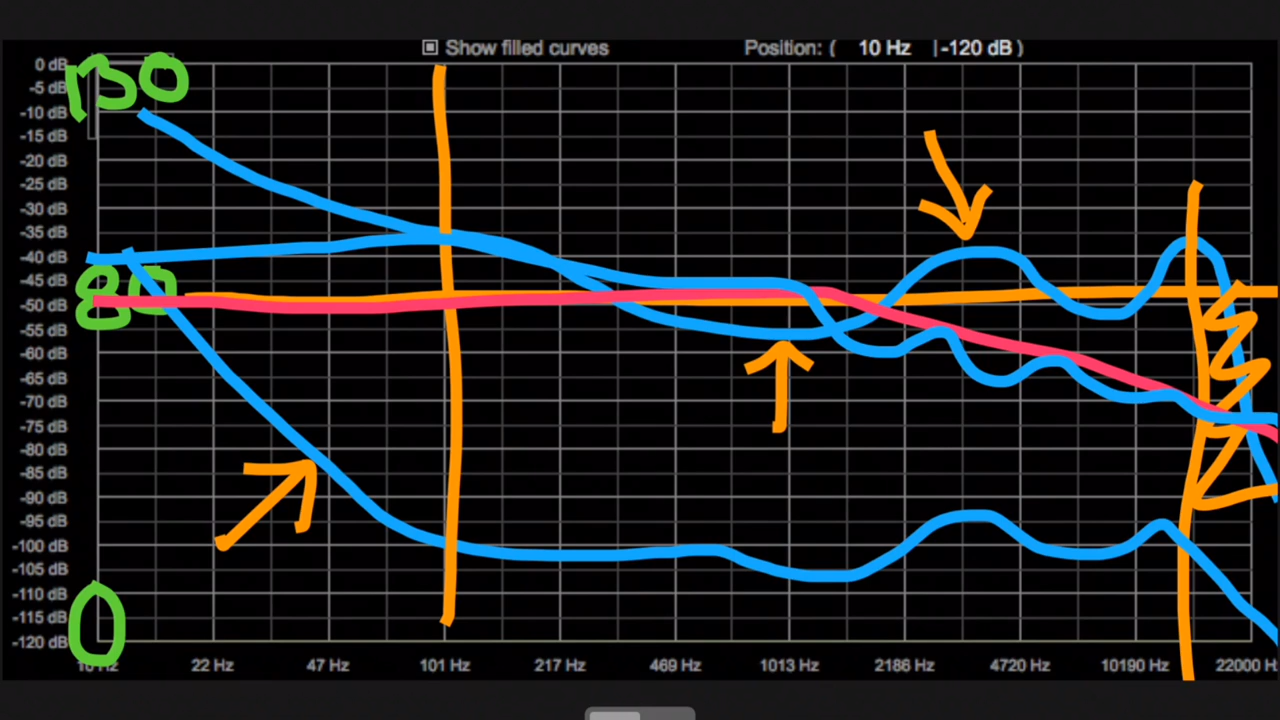 Show filled curves Position: ( 10 Hz |-120 dB )
0 dB
-5 dB
-10 dB
-15 dB
-20 dB
-25 dB
-30 dB
-35 dB
-40 dB
-45 dB
-50 dB
-55 dB
-60 dB
-65 dB
-70 dB
-75 dB
-80 dB
-85 dB
-90 dB
-95 dB
-100 dB
-105 dB
-110 dB
-115 dB
-120 dB
80
0
10 Hz 22 Hz 47 Hz 101 Hz 217 Hz 469 Hz 1013 Hz 2186 Hz 4720 Hz 10190 Hz 22000 H